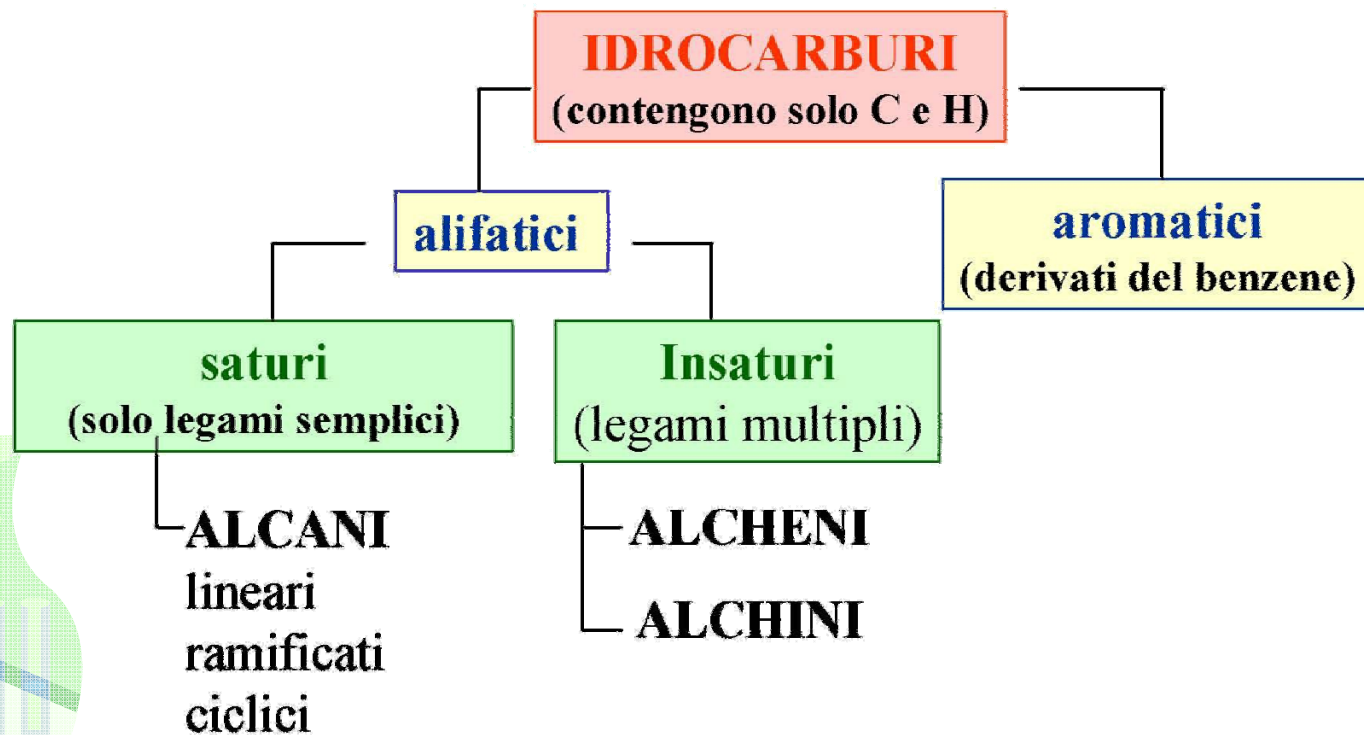 IDROCARBURI
(contengono solo C e H)
alifatici
aromatici
(derivati del benzene)
saturi
(solo legami semplici)
Insaturi
(legami multipli)
ALCANI
lineari
ramificati
ciclici
ALCHENI
ALCHINI